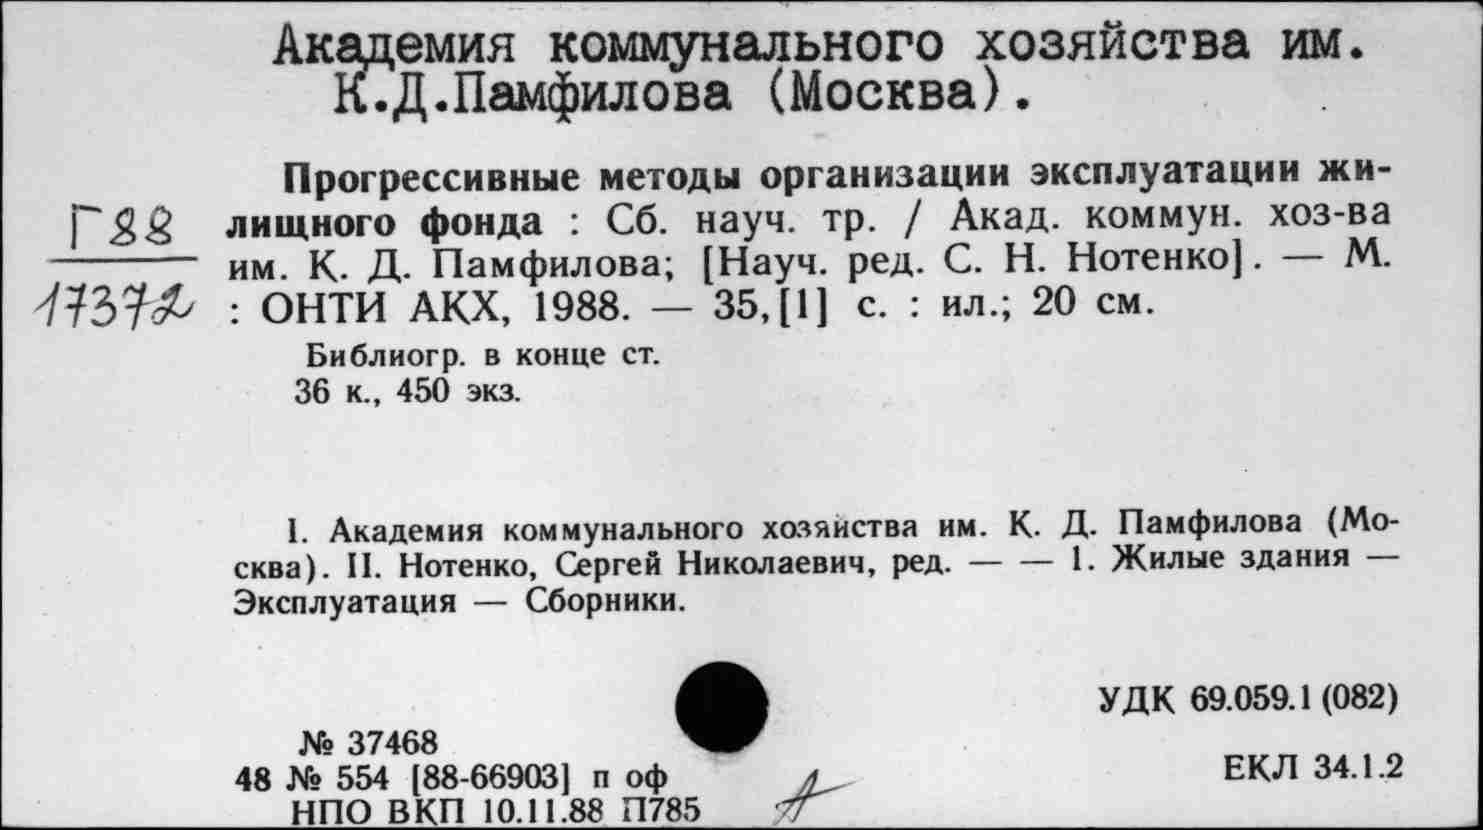 Академия коммунального хозяйства им.
К.Д.Памфилова (Москва).
Прогрессивные методы организации эксплуатации жи-
лищного фонда : Сб. науч. тр. / Акад. коммун. хоз-ва
им. К. Д. Памфилова; [Науч. ред. С. Н. Нотенко]. — М.
: ОНТИ АКХ, 1988. — 35,[1] с. : ил.; 20 см.
Г88
17372
Библиогр. в конце ст.
36 к., 450 экз.
I. Академия коммунального хозяйства им. К. Д. Памфилова (Мо-
сква). II. Нотенко, Сергей Николаевич, ред. — — 1. Жилые здания —
Эксплуатация — Сборники.
УДК 69.059.1 (082)
№ 37468
48 № 554 [88-66903] п оф
ЕКЛ 34.1.2
НПО ВКП 10.11.88 П785